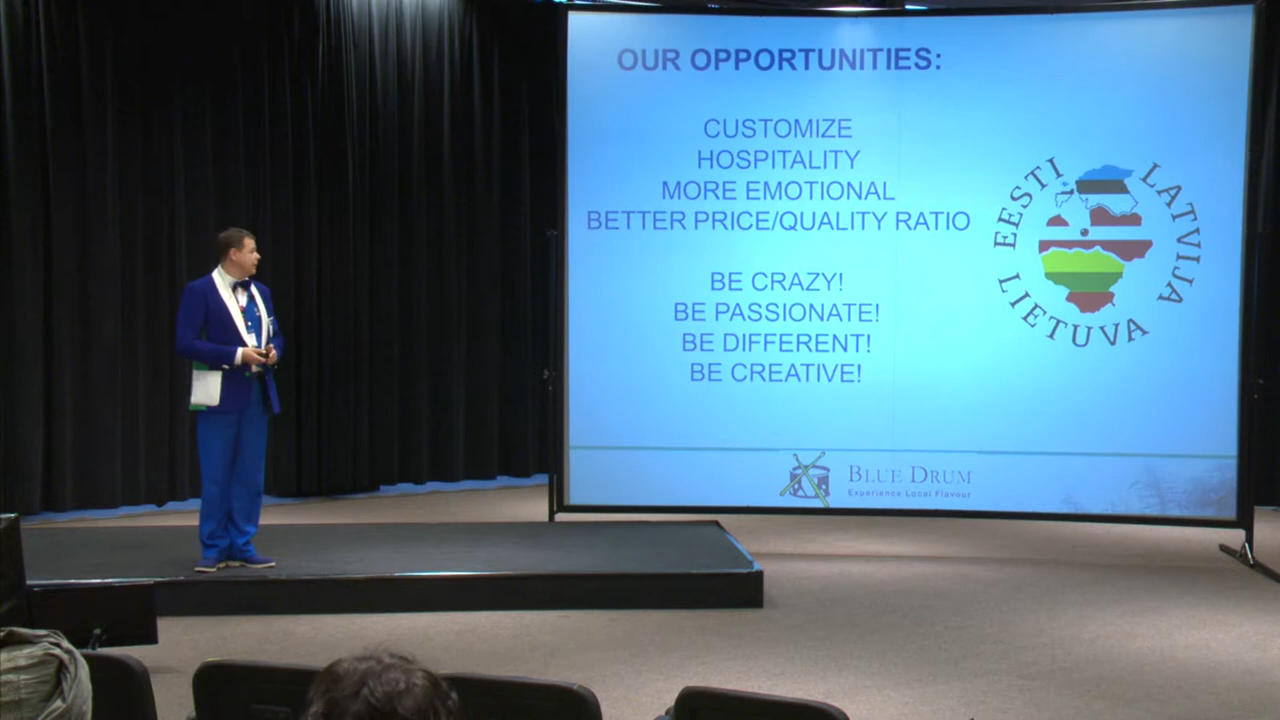 OUR OPPORTUNITIES:
CUSTOMIZE
HOSPITALITY
MORE EMOTIONAL
BETTER PRICE/QUALITY RATIO
BE CRAZY!
BE PASSIONATE!
BE DIFFERENT!
BE CREATIVE!
EESTI
LATVIJA
LIETUVA
BLUE DRUM
Experience Local Flavour